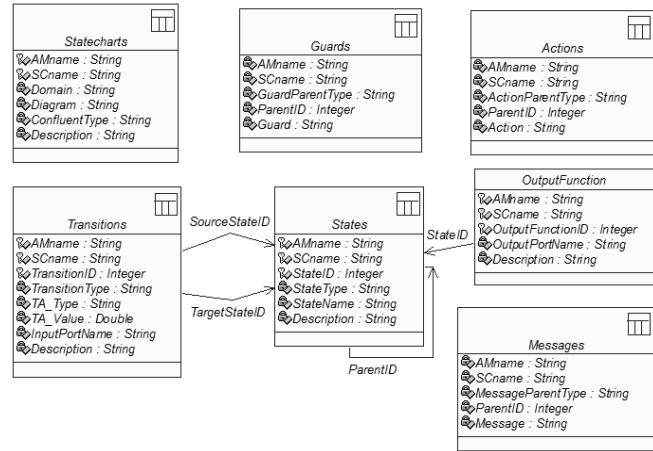 Statecharts
AMname : String
SCname : String
Domain : String
Diagram : String
ConfluentType : String
Description : String
Guards
AMname : String
SCname : String
GuardParentType : String
ParentID : Integer
Guard : String
Actions
AMname : String
SCname : String
ActionParentType : String
ParentID : Integer
Action : String
Transitions
AMname : String
SCname : String
TransitionID : Integer
TransitionType : String
TA_Type : String
TA_Value : Double
InputPortName : String
Description : String
SourceStateID
TargetStateID
States
AMname : String
SCname : String
StateID : Integer
StateType : String
StateName : String
Description : String
StateID
ParentID
OutputFunction
AMname : String
SCname : String
OutputFunctionID : Integer
OutputPortName : String
Description : String
Messages
AMname : String
SCname : String
MessageParentType : String
ParentID : Integer
Message : String